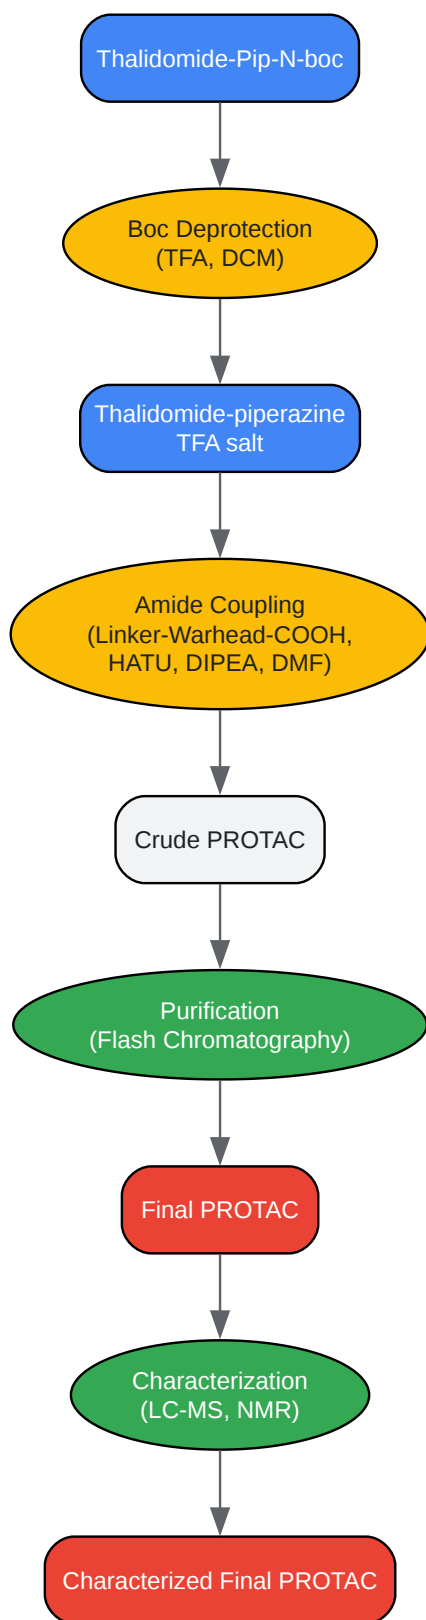 Thalidomide-Pip-N-boc
Boc Deprotection
(TFA, DCM)
Thalidomide-piperazine
TFA salt
Amide Coupling
(Linker-Warhead-COOH,
HATU, DIPEA, DMF)
Crude PROTAC
Purification
(Flash Chromatography)
Final PROTAC
Characterization
(LC-MS, NMR)
Characterized Final PROTAC